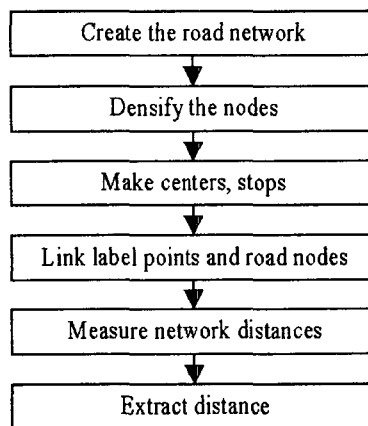 Create the road network
Densify the nodes
Make centers, stops
Link label points and road nodes
Measure network distances
Extract distance